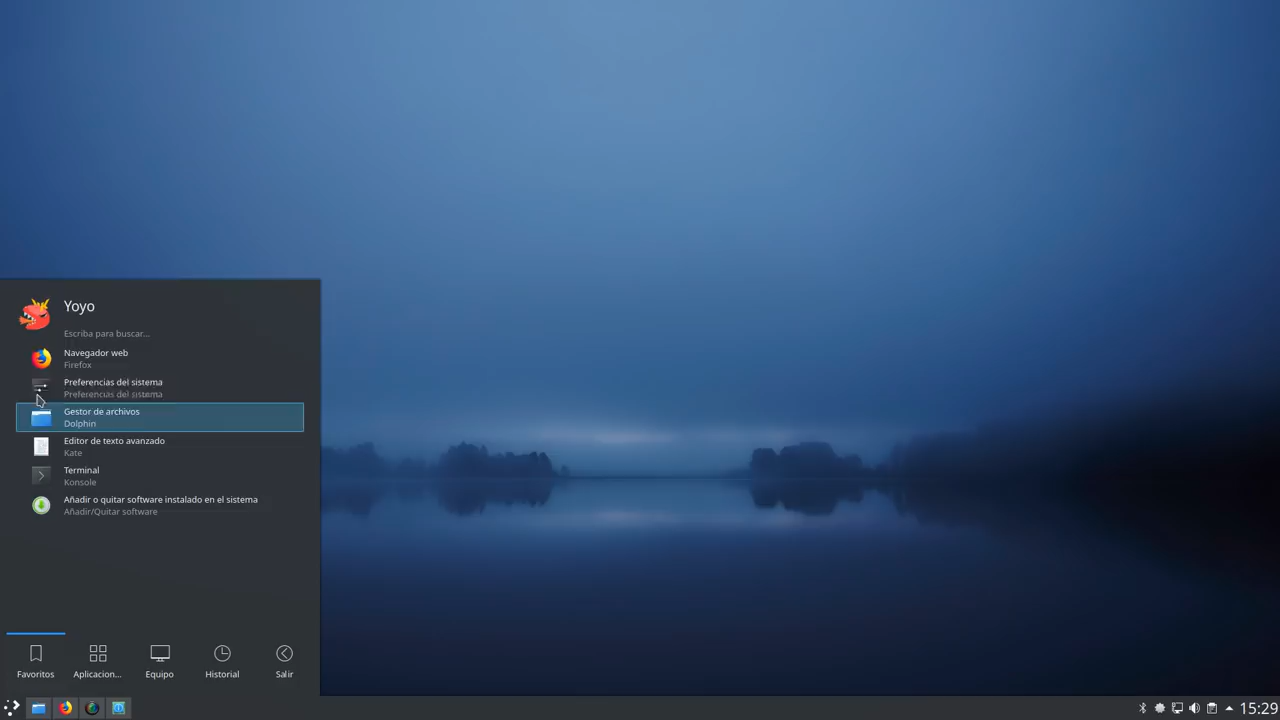 Yoyo
Escriba para buscar...
Navegador web
Firefox
Preferencias del sistema
Preferencias del sistema
Gestor de archivos
Dolphin
Editor de texto avanzado
Kate
Terminal
Konsole
Añadir o quitar software instalado en el sistema
Añadir/Quitar software
Favoritos
Aplicacion...
Equipo
Historial
Salir
15:29